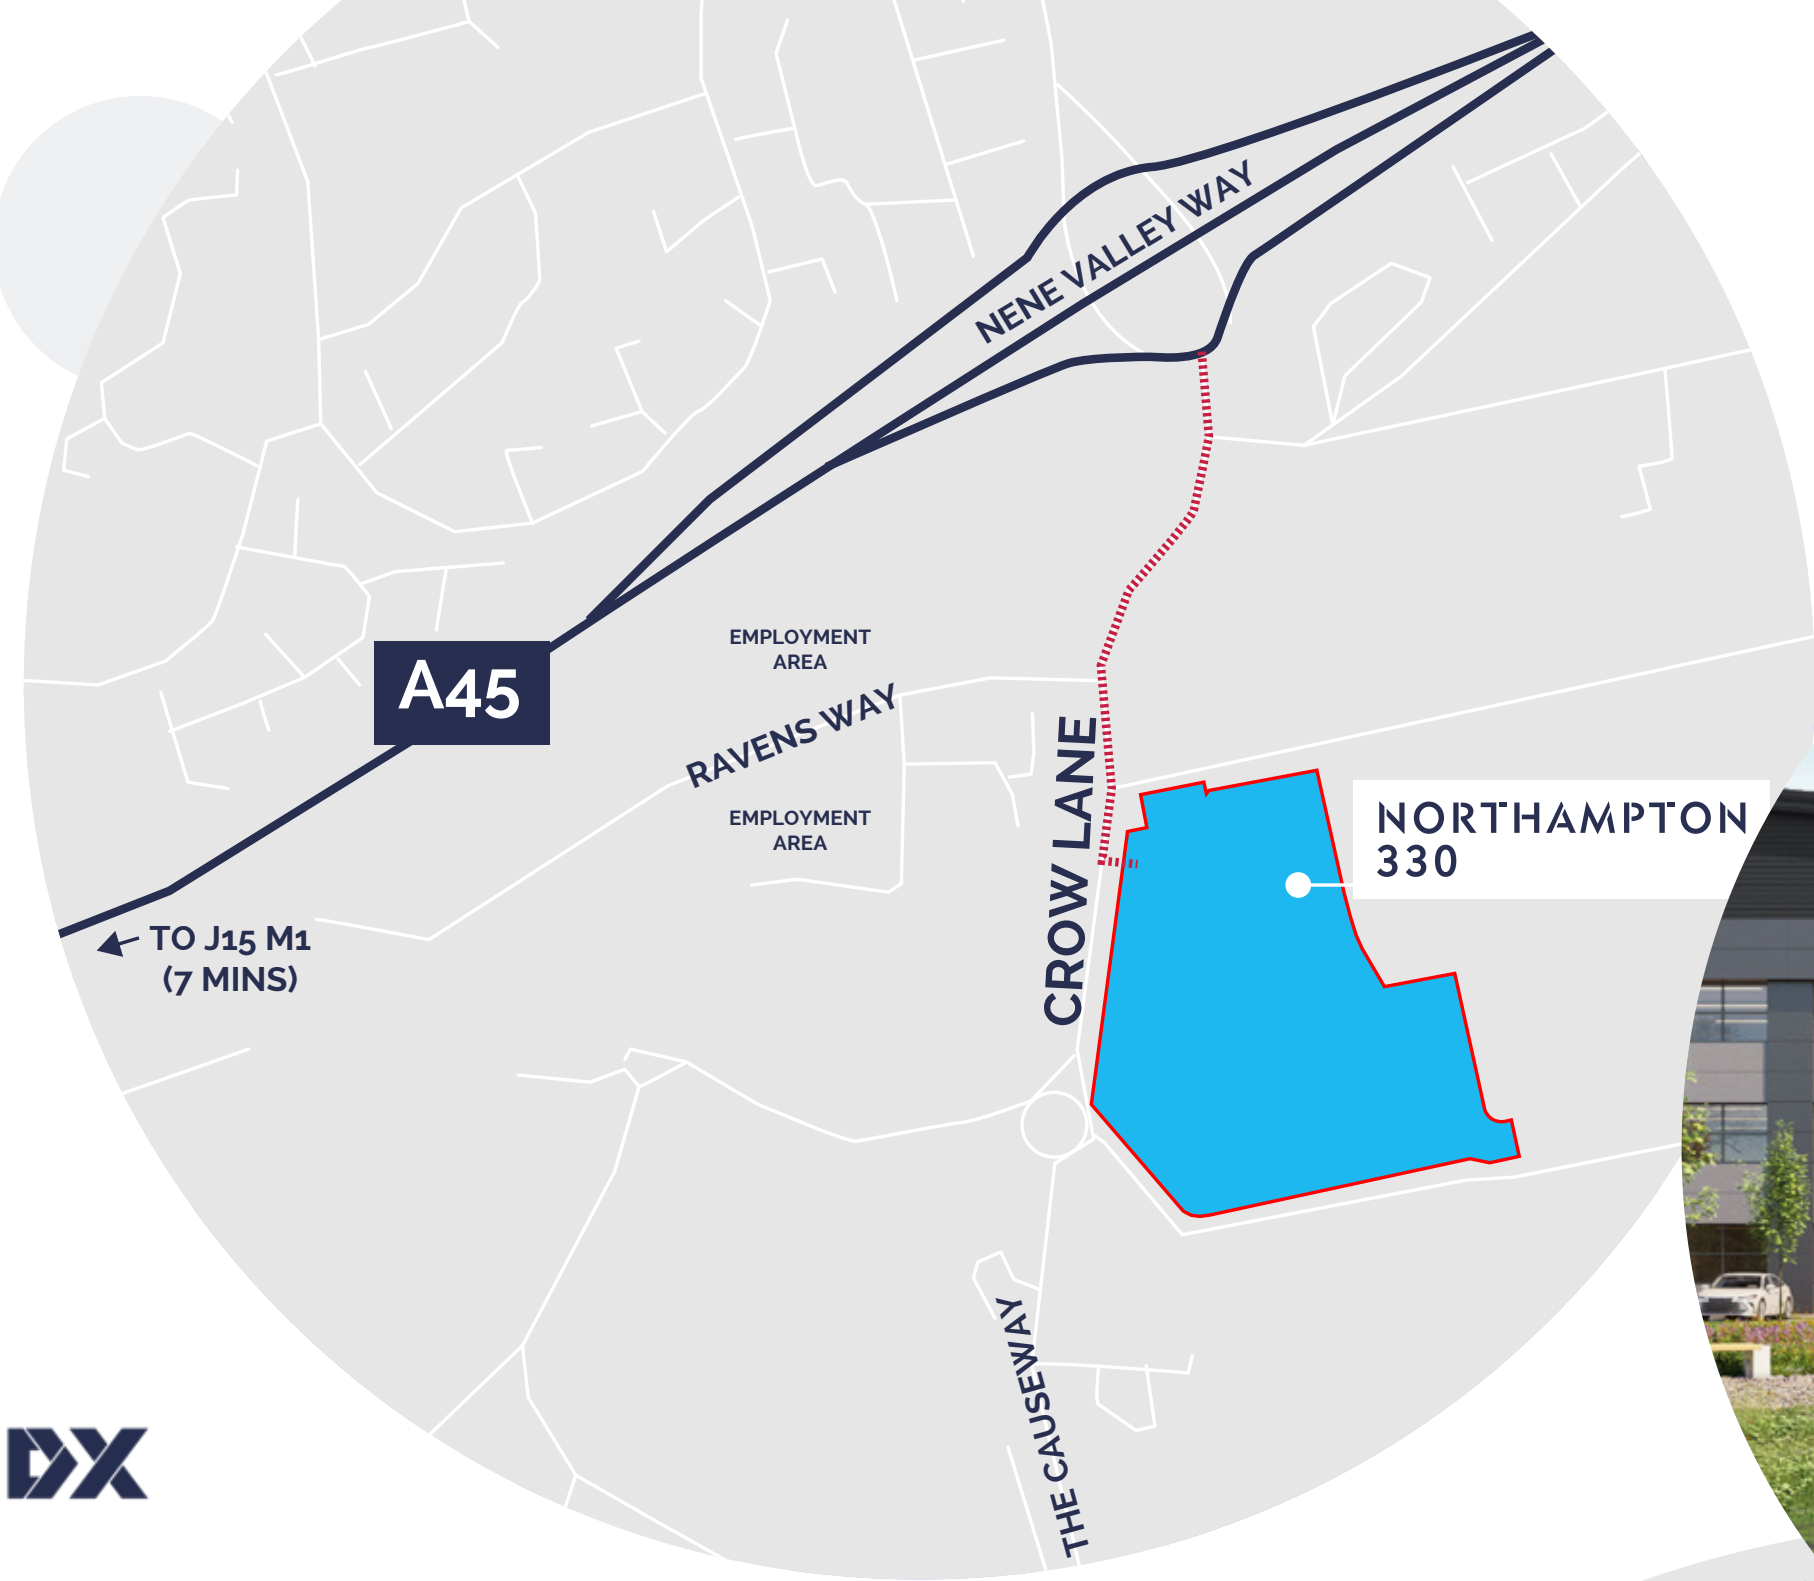 NENE VALLEY WAY
EMPLOYMENT
AREA
A45
RAVENS WAY
CROW LANE
NORTHAMPTON
330
EMPLOYMENT
AREA
TO J15 M1
(7 MINS)
THE CAUSEWAY
DX